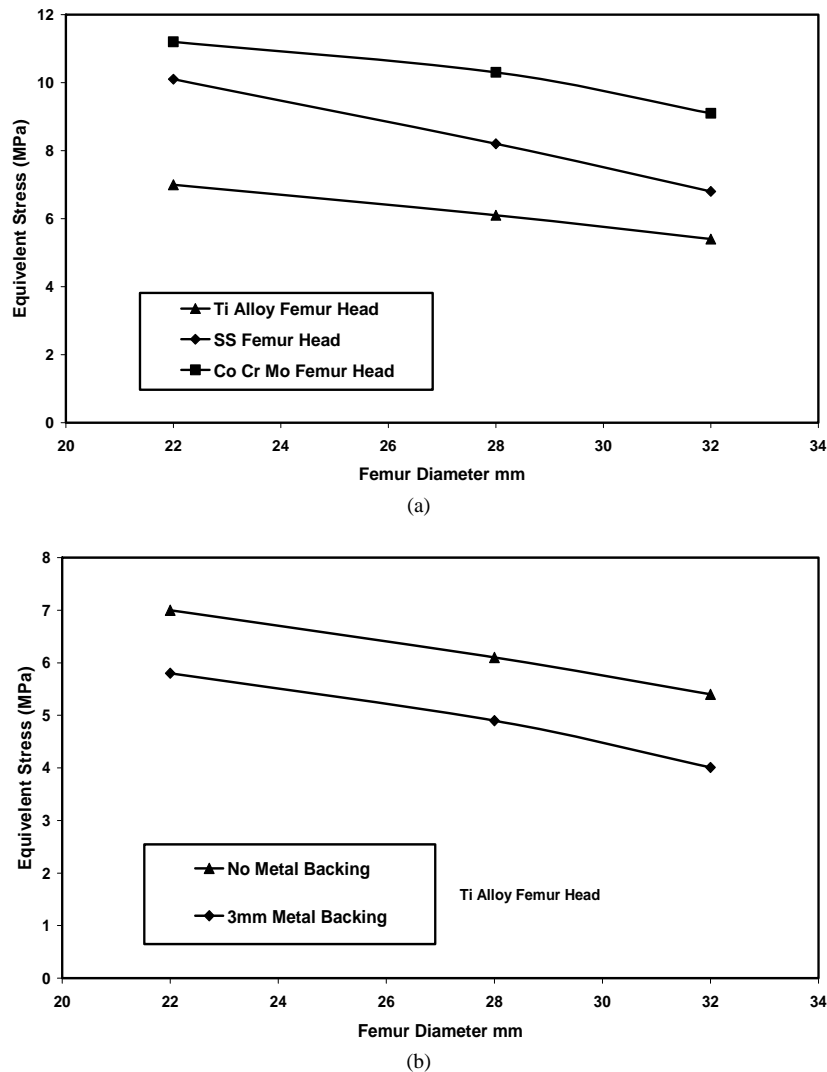 12
10
8
6
4
2
0
Equivelent Stress (MPa)
Ti Alloy Femur Head
SS Femur Head
Co Cr Mo Femur Head
20 22 24 26 28 30 32 34
Femur Diameter mm
(a)
8
7
6
5
4
3
2
1
0
Equivelent Stress (MPa)
No Metal Backing
3mm Metal Backing
Ti Alloy Femur Head
20 22 24 26 28 30 32 34
Femur Diameter mm
(b)